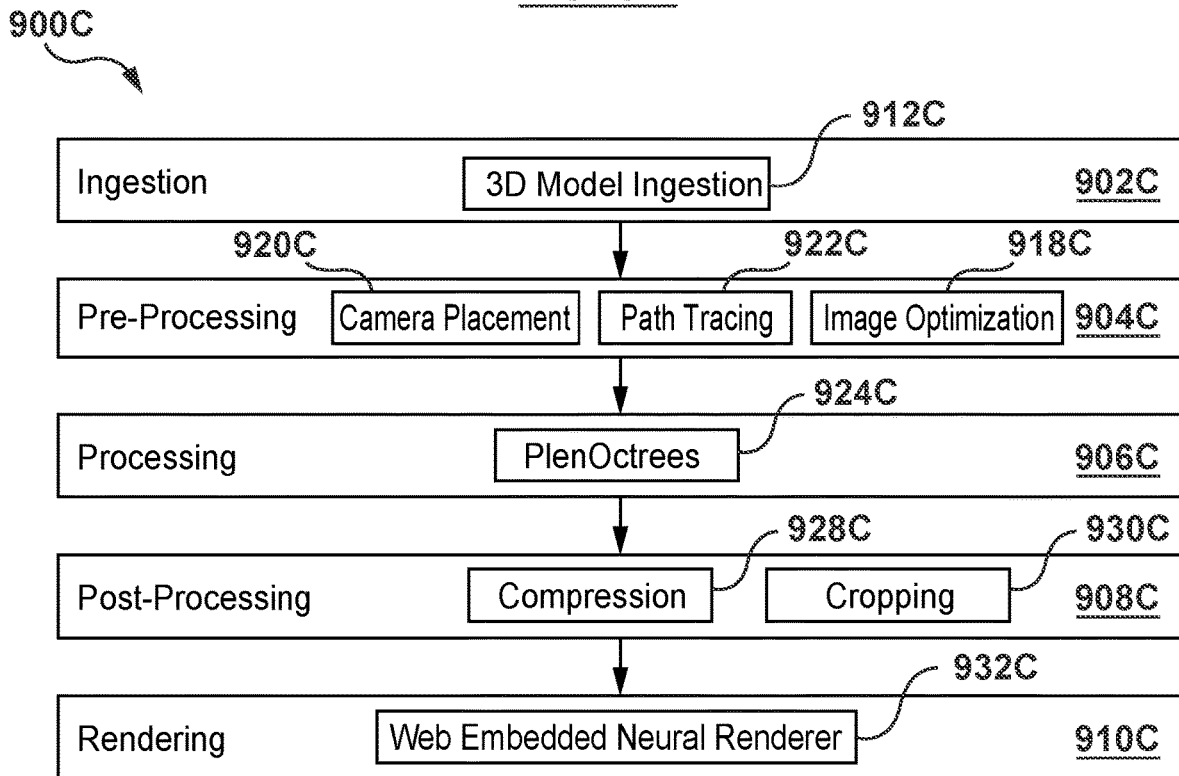 900C
912C
Ingestion 3D Model Ingestion 902C
920C 922C 918C
Pre-Processing Camera Placement Path Tracing Image Optimization 904C
924C
Processing PlenOctrees 906C
928C 930C
Post-Processing Compression Cropping 908C
932C
Rendering Web Embedded Neural Renderer 910C